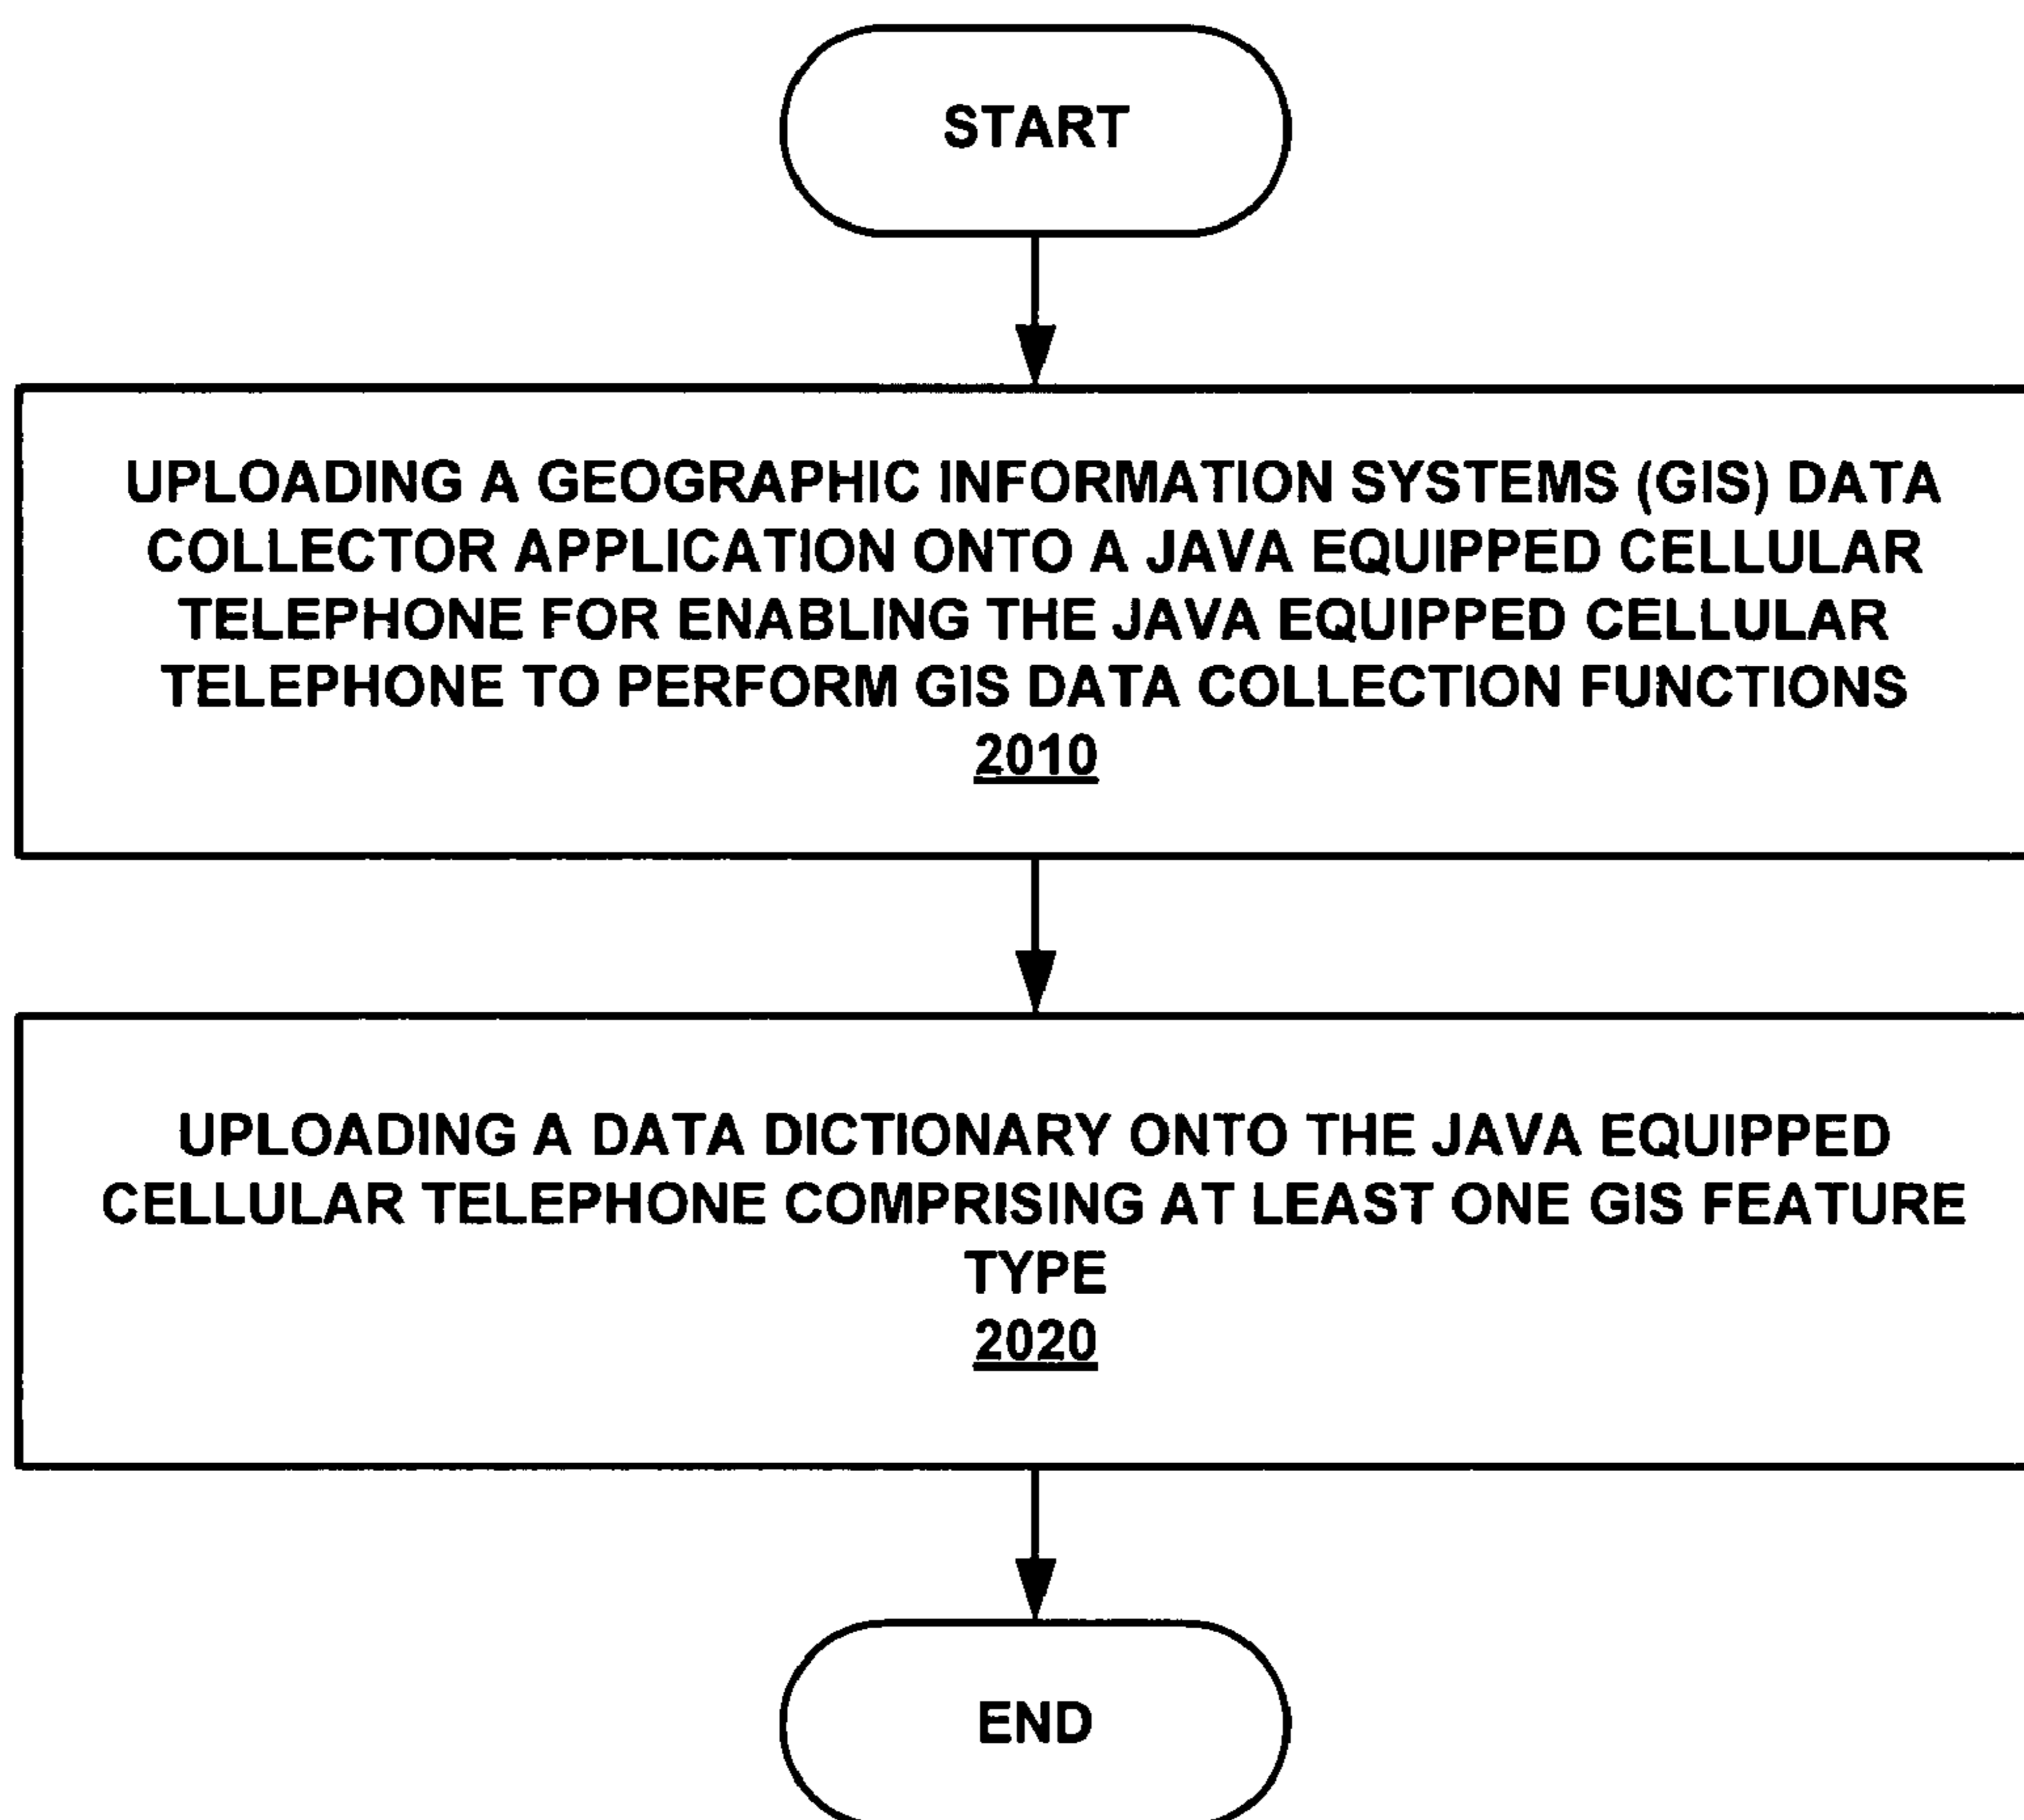 START
UPLOADING A GEOGRAPHIC INFORMATION SYSTEMS (GIS) DATA
COLLECTOR APPLICATION ONTO A JAVA EQUIPPED CELLULAR
TELEPHONE FOR ENABLING THE JAVA EQUIPPED CELLULAR
TELEPHONE TO PERFORM GIS DATA COLLECTION FUNCTIONS
2010
UPLOADING A DATA DICTIONARY ONTO THE JAVA EQUIPPED
CELLULAR TELEPHONE COMPRISING AT LEAST ONE GIS FEATURE
TYPE
2020
END